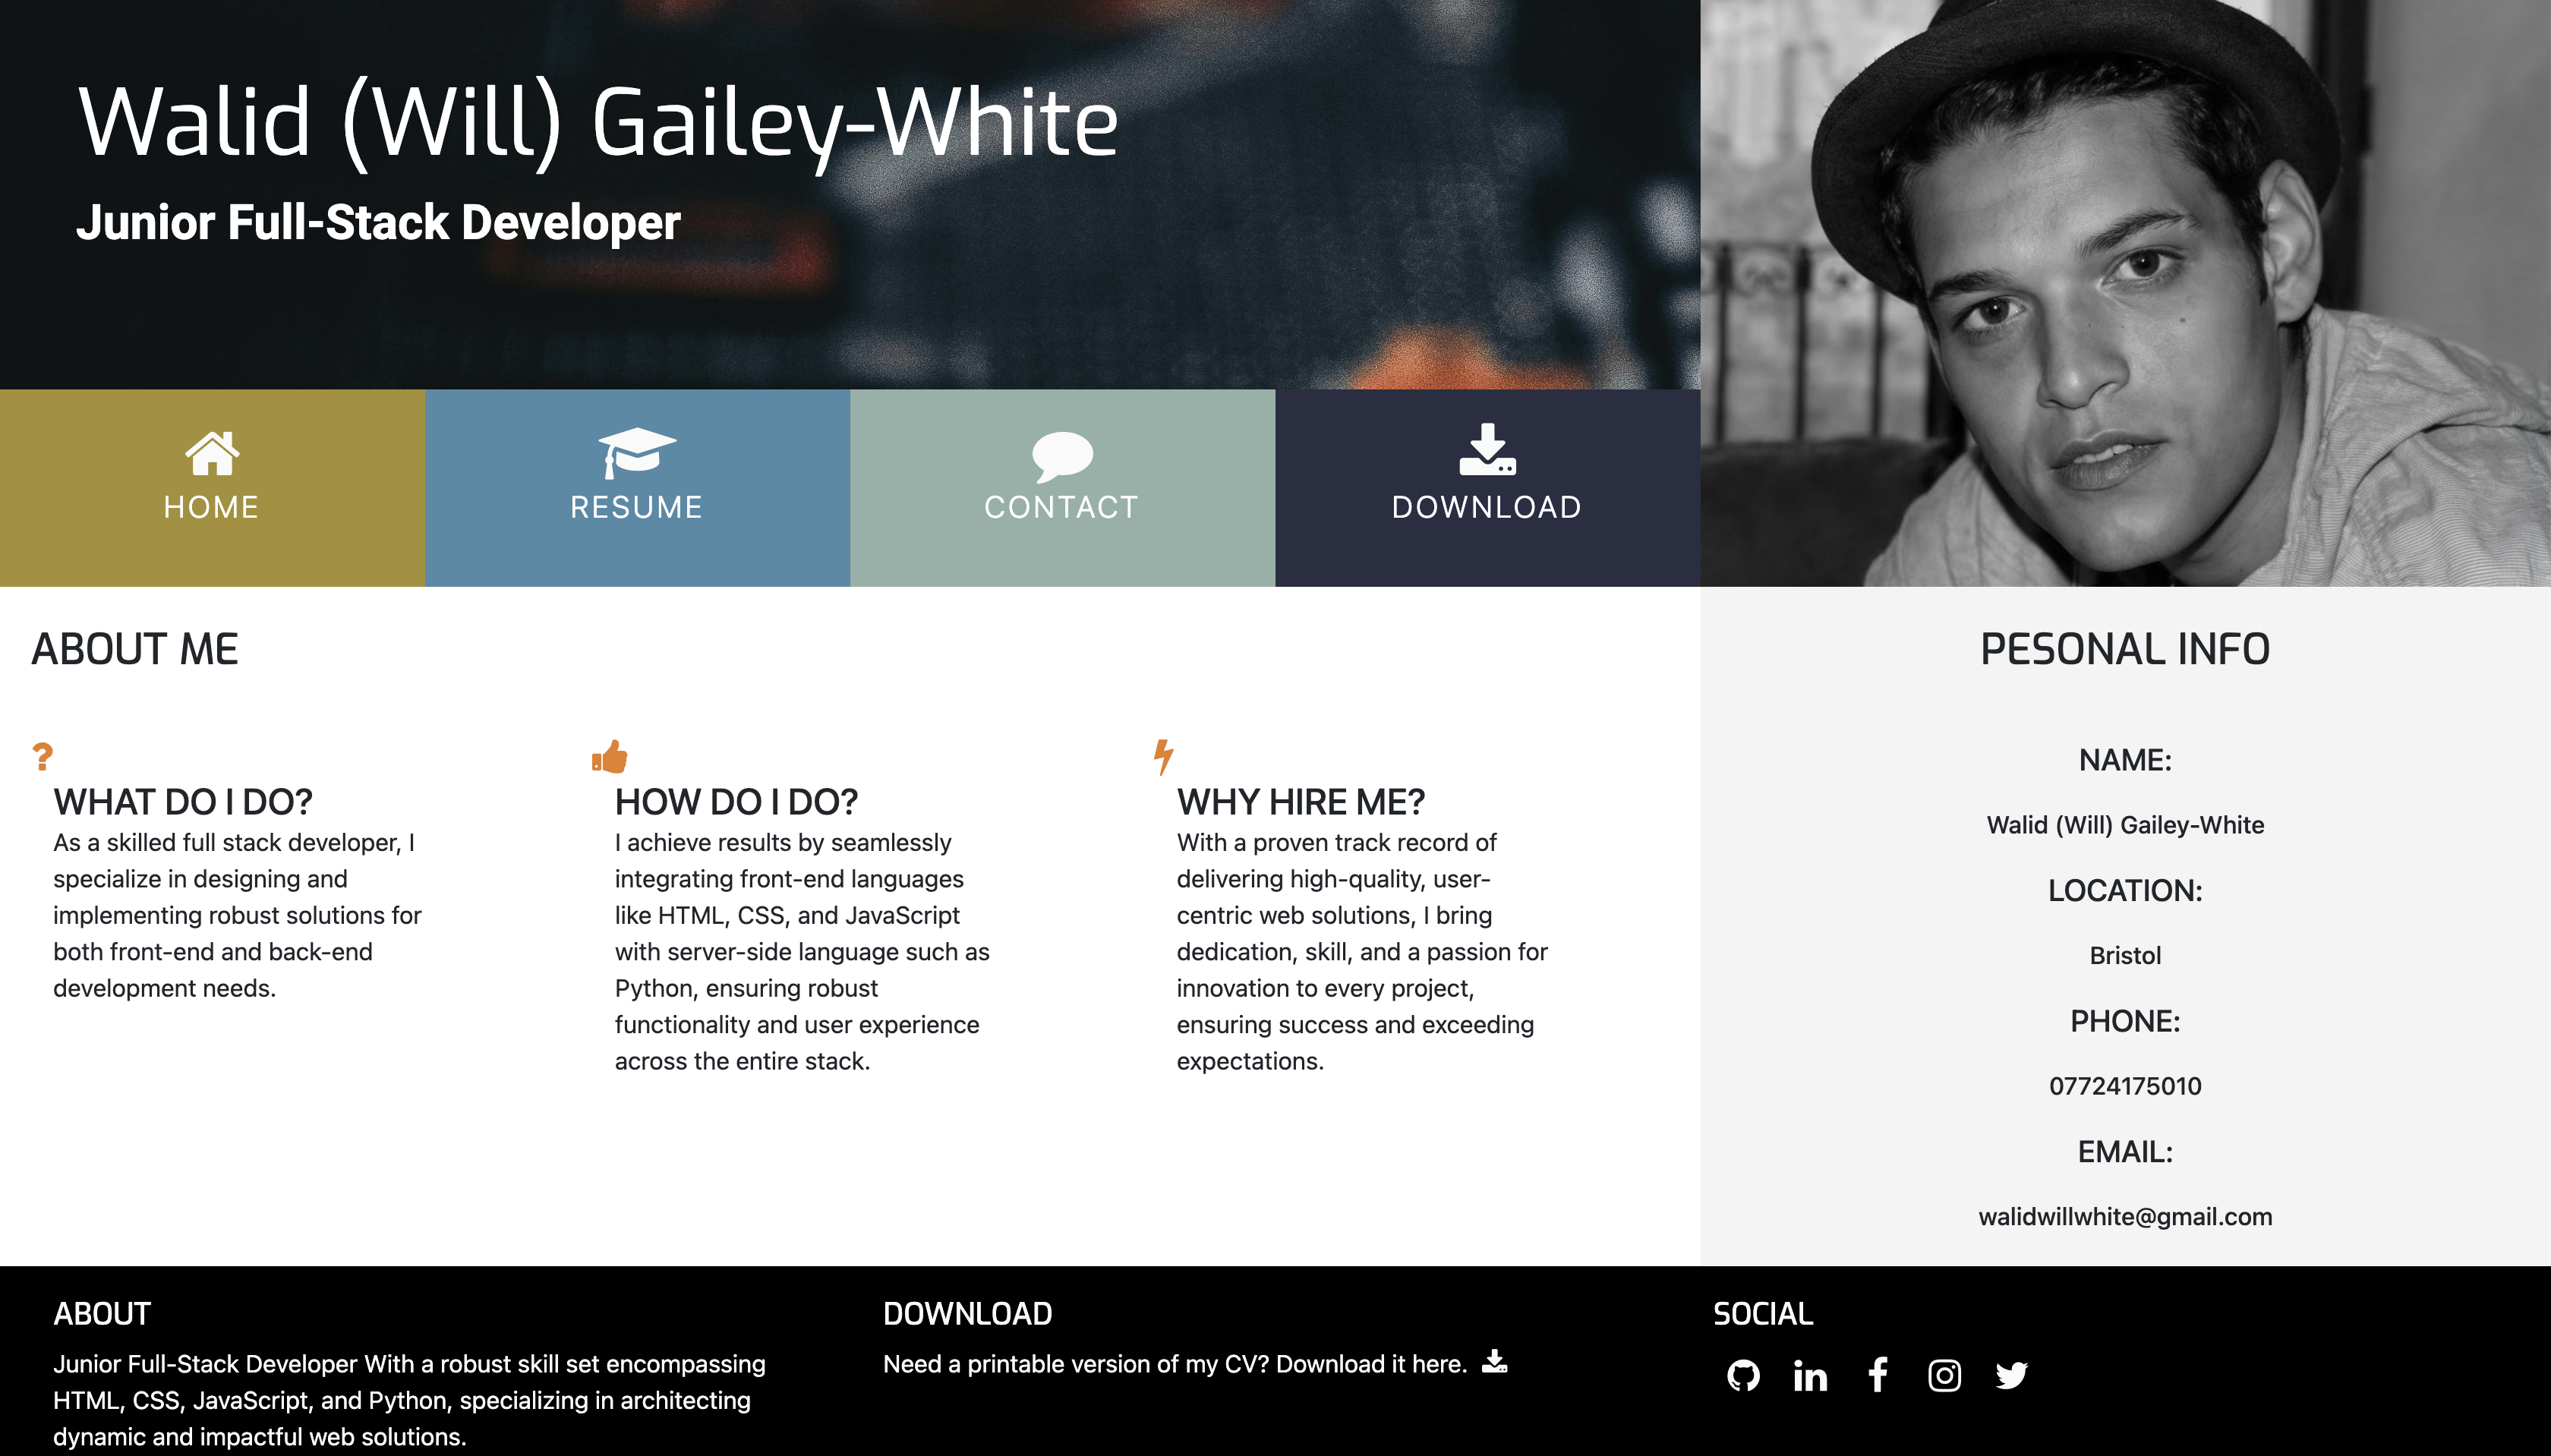 Walid (Will) Gailey-White
Junior Full-Stack Developer
HOME
RESUME
CONTACT
DOWNLOAD
ABOUT ME
WHAT DO I DO?
As a skilled full stack developer, I
specialize in designing and
implementing robust solutions for
both front-end and back-end
development needs.
HOW DO I DO?
I achieve results by seamlessly
integrating front-end languages
like HTML, CSS, and JavaScript
with server-side language such as
Python, ensuring robust
functionality and user experience
across the entire stack.
WHY HIRE ME?
With a proven track record of
delivering high-quality, user-
centric web solutions, I bring
dedication, skill, and a passion for
innovation to every project,
ensuring success and exceeding
expectations.
PESONAL INFO
NAME:
Walid (Will) Gailey-White
LOCATION:
Bristol
PHONE:
07724175010
EMAIL:
walidwillwhite@gmail.com
ABOUT
Junior Full-Stack Developer With a robust skill set encompassing
HTML, CSS, JavaScript, and Python, specializing in architecting
dynamic and impactful web solutions.
DOWNLOAD
Need a printable version of my CV? Download it here.
SOCIAL